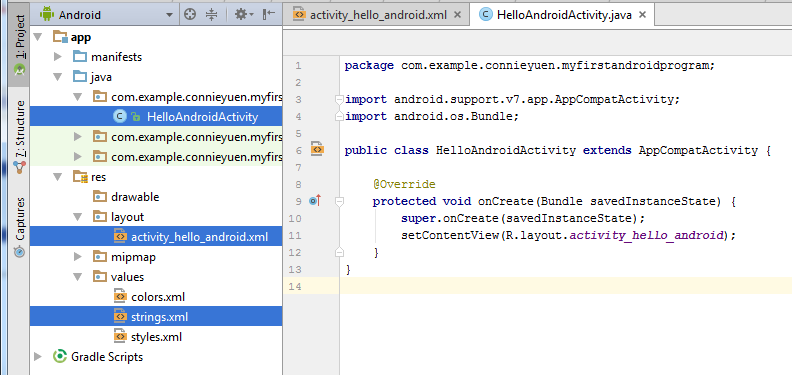 Android
activity_hello_android.xml
HelloAndroidActivity.java
1: Project
7: Structure
Captures
app
manifests
java
com.example.connieyuen.myfirs
HelloAndroidActivity
com.example.connieyuen.myfirs
com.example.connieyuen.myfirs
res
drawable
layout
activity_hello_android.xml
mipmap
values
colors.xml
strings.xml
styles.xml
Gradle Scripts
1 package com.example.connieyuen.myfirstandroidprogram;
2
3 import android.support.v7.app.AppCompatActivity;
4 import android.os.Bundle;
5
6 public class HelloAndroidActivity extends AppCompatActivity {
7
8 @Override
9 protected void onCreate(Bundle savedInstanceState) {
10 super.onCreate(savedInstanceState);
11 setContentView(R.layout.activity_hello_android);
12 }
13 }
14